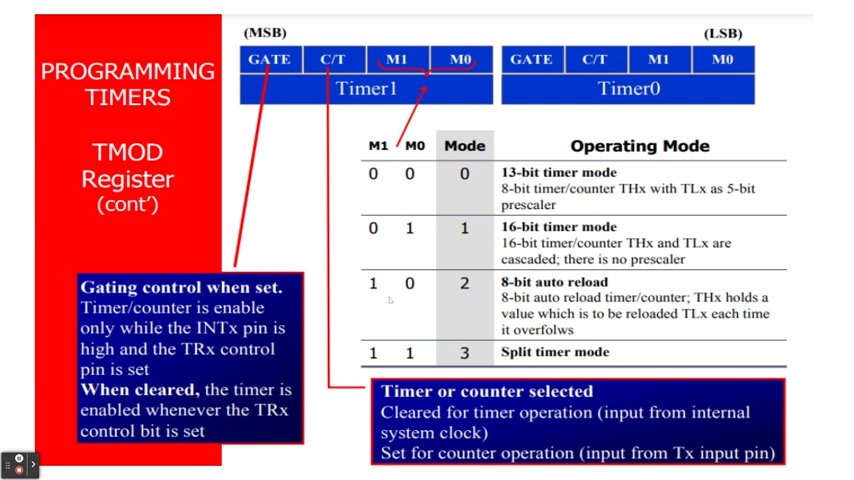 PROGRAMMING
TIMERS
TMOD
Register
(cont')
(MSB)
(LSB)
GATE C/T M1 M0 GATE C/T M1 M0
Timer1 Timer0
M1 M0 Mode Operating Mode
0 0 0 13-bit timer mode
8-bit timer/counter THx with TLx as 5-bit
prescaler
0 1 1 16-bit timer mode
16-bit timer/counter THx and TLx are
cascaded; there is no prescaler
1 0 2 8-bit auto reload
8-bit auto reload timer/counter; THx holds a
value which is to be reloaded TLx each time
it overfolws
1 1 3 Split timer mode
Gating control when set.
Timer/counter is enable
only while the INTx pin is
high and the TRx control
pin is set
When cleared, the timer is
enabled whenever the TRx
control bit is set
Timer or counter selected
Cleared for timer operation (input from internal
system clock)
Set for counter operation (input from Tx input pin)